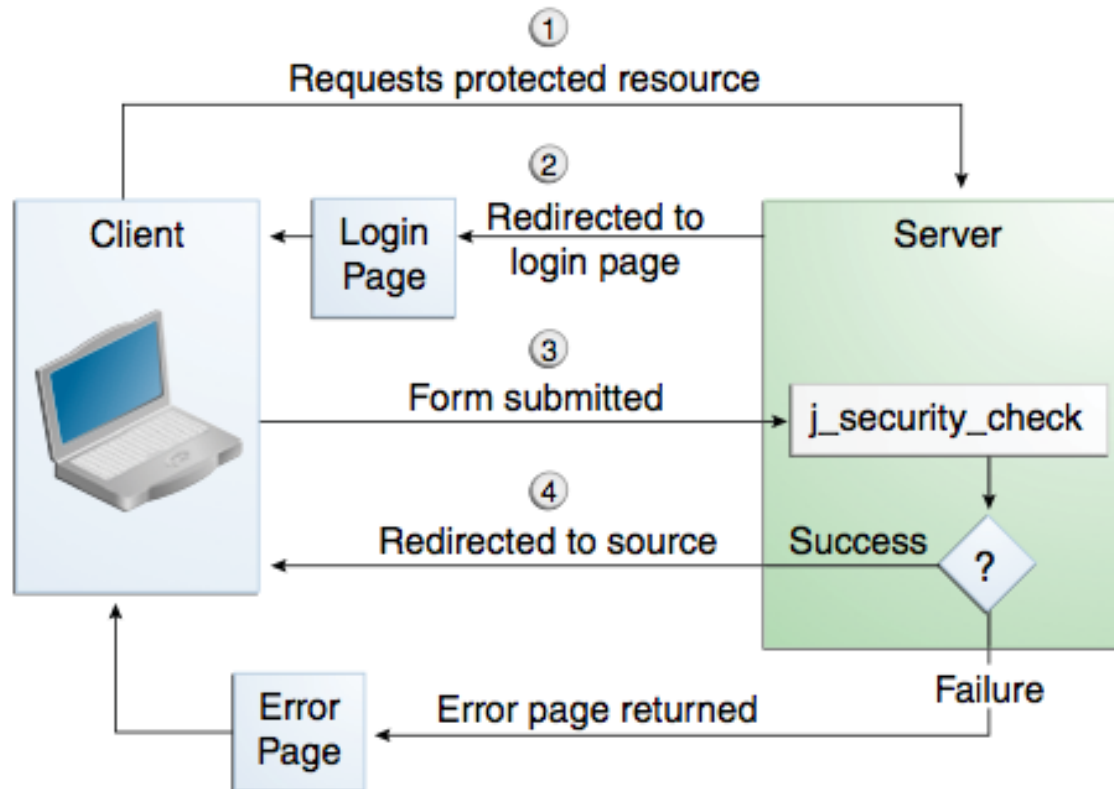 1
Requests protected resource
2
Client
Login
Page
Redirected to
login page
Server
3
Form submitted
j_security_check
4
Redirected to source
Success
?
Failure
Error
Page
Error page returned